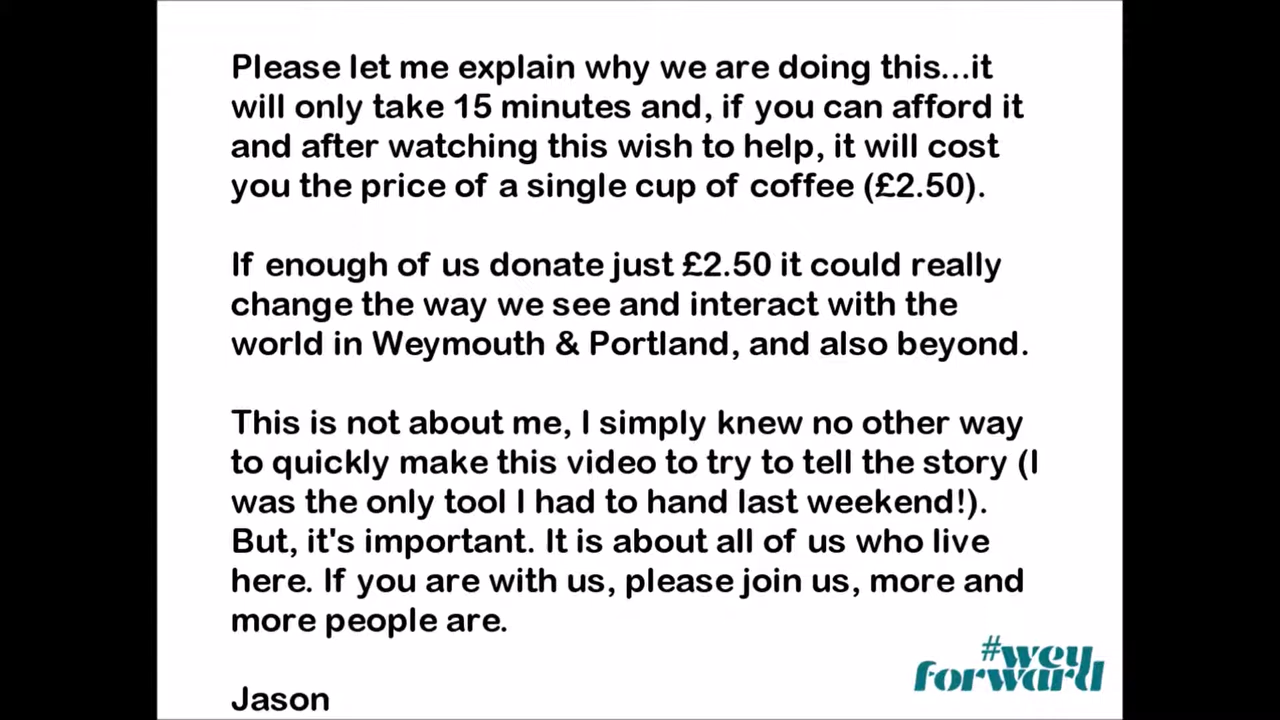 Please let me explain why we are doing this...it
will only take 15 minutes and, if you can afford it
and after watching this wish to help, it will cost
you the price of a single cup of coffee (£2.50).
If enough of us donate just £2.50 it could really
change the way we see and interact with the
world in Weymouth & Portland, and also beyond.
This is not about me, I simply knew no other way
to quickly make this video to try to tell the story (I
was the only tool I had to hand last weekend!).
But, it's important. It is about all of us who live
here. If you are with us, please join us, more and
more people are.
Jason
#wey
forward